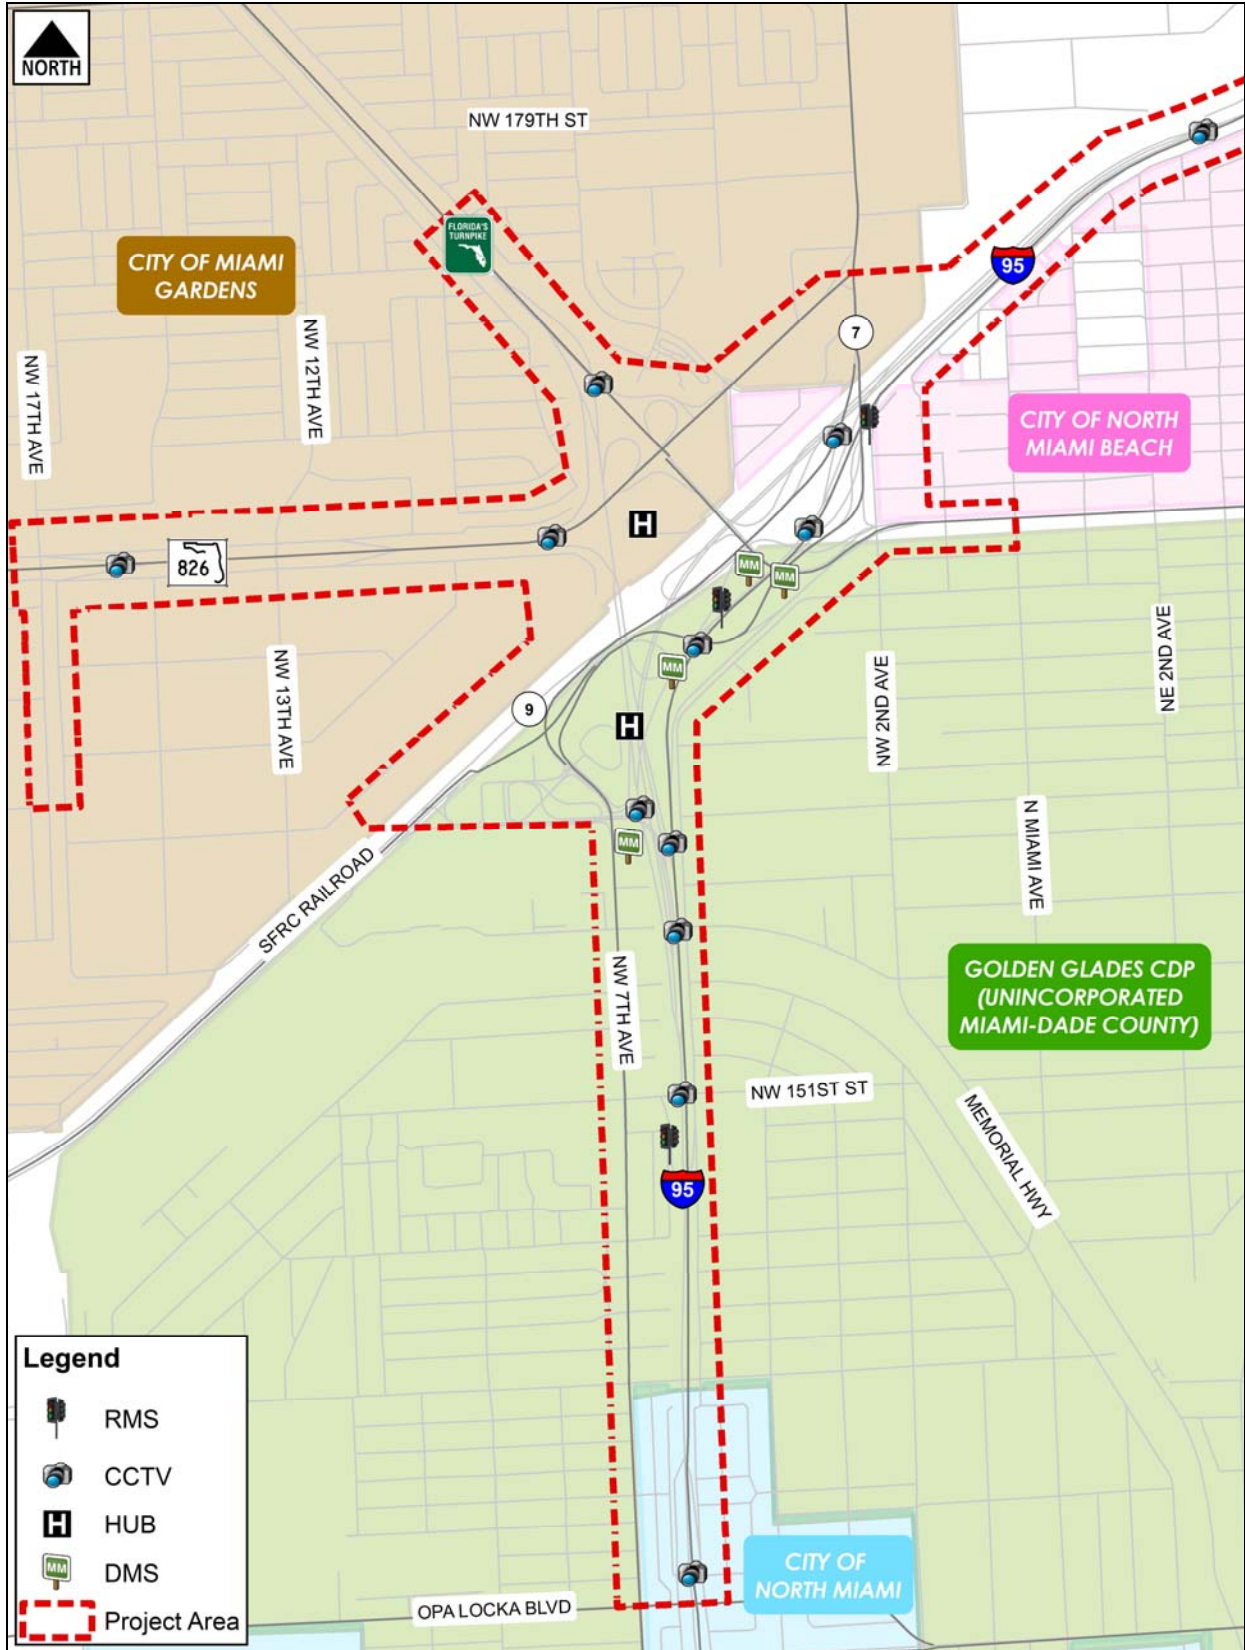 NORTH
NW 179TH ST
FLORIDA'S
TURNPIKE
CITY OF MIAMI
GARDENS
95
7
NW 12TH AVE
NW 17TH AVE
CITY OF NORTH
MIAMI BEACH
H
826
MM
MM
NE 2ND AVE
NW 2ND AVE
NW 13TH AVE
MM
9
H
MM
N MIAMI AVE
SFRC RAILROAD
GOLDEN GLADES CDP
(UNINCORPORATED
MIAMI-DADE COUNTY)
NW 7TH AVE
NW 151ST ST
MEMORIAL HWY
95
Legend
RMS
CCTV
H HUB
MM DMS
Project Area
OPA LOCKA BLVD
CITY OF
NORTH MIAMI